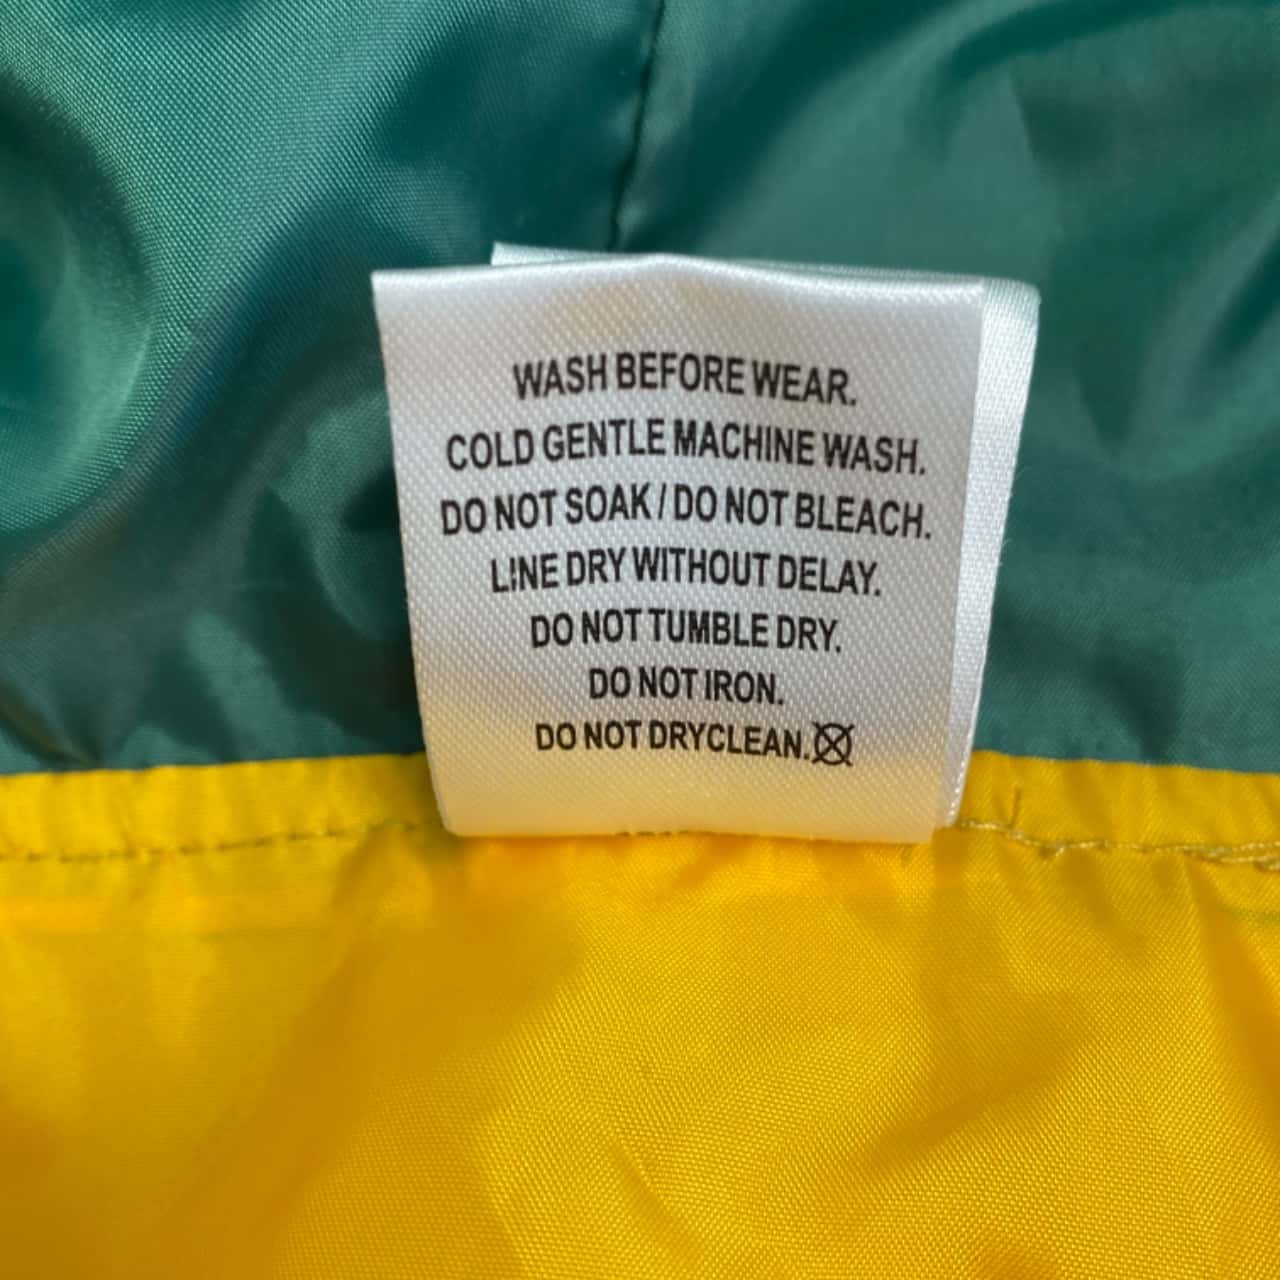 WASH BEFORE WEAR.
COLD GENTLE MACHINE WASH.
DO NOT SOAK / DO NOT BLEACH.
LINE DRY WITHOUT DELAY.
DO NOT TUMBLE DRY.
DO NOT IRON.
DO NOT DRYCLEAN.